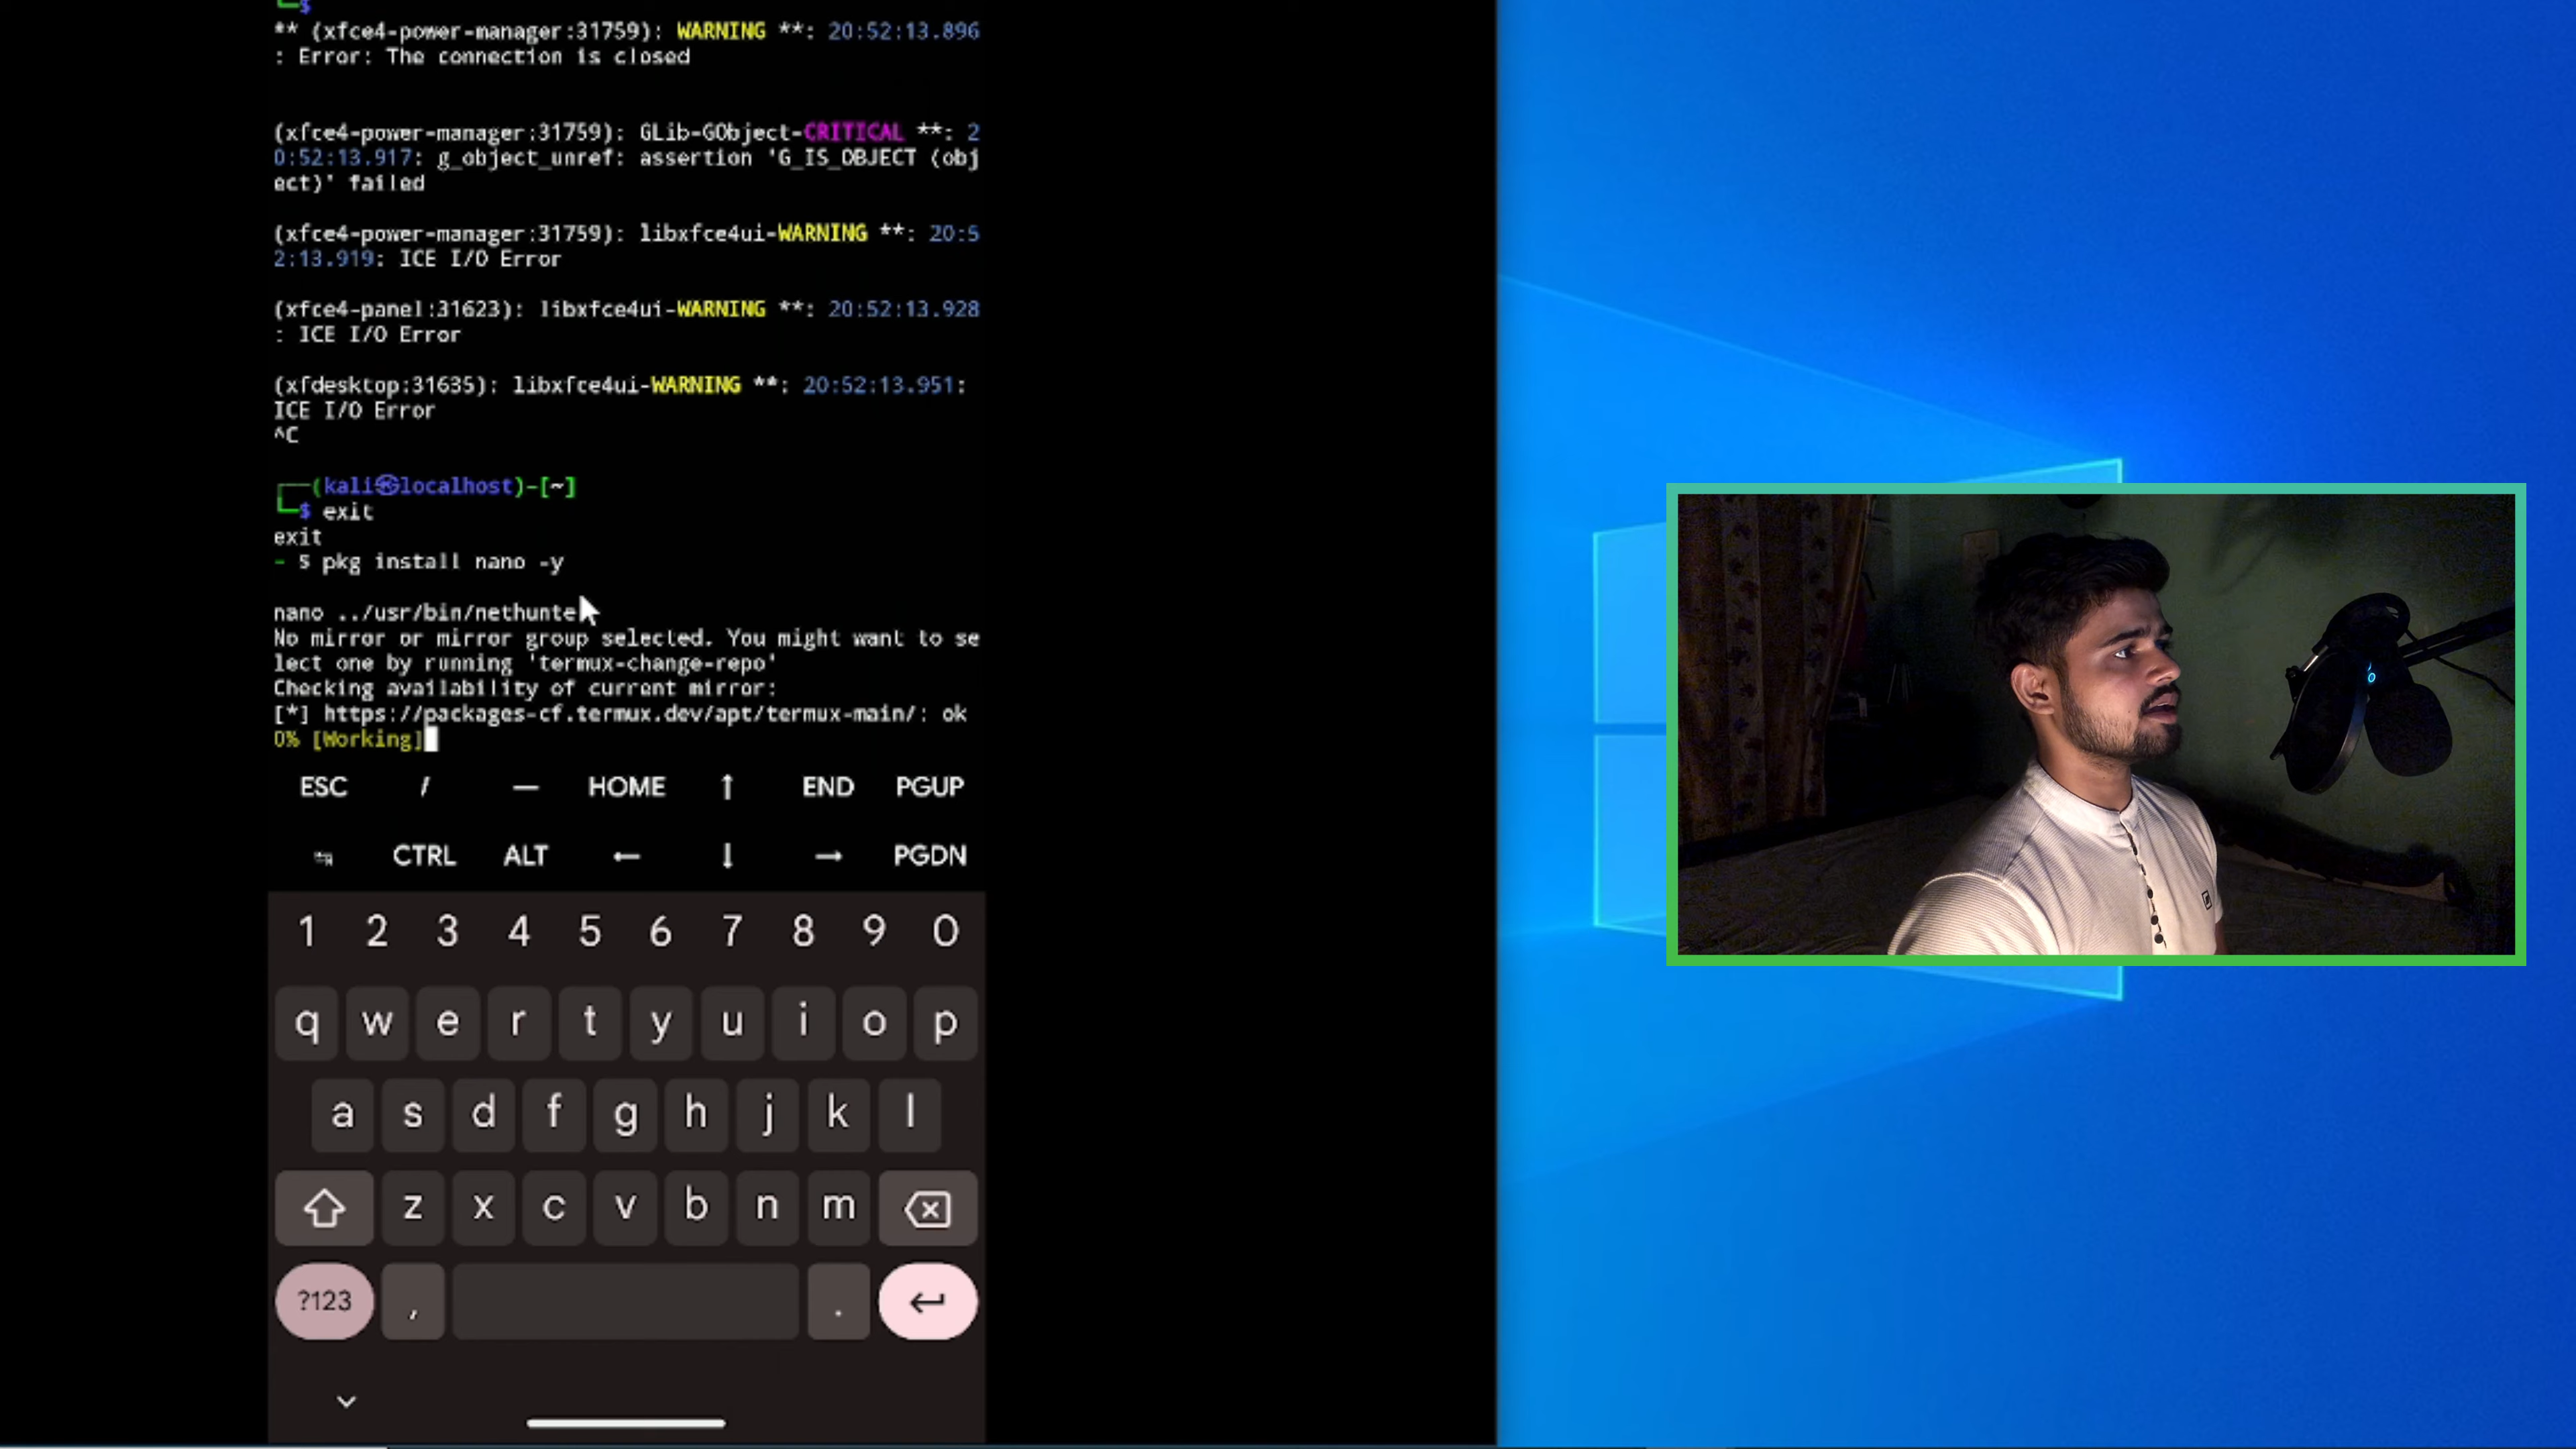 $
** (xfce4-power-manager:31759): WARNING **: 20:52:13.896
: Error: The connection is closed
(xfce4-power-manager:31759): GLib-GObject-CRITICAL **: 2
0:52:13.917: g_object_unref: assertion 'G_IS_OBJECT (obj
ect)' failed
(xfce4-power-manager:31759): libxfce4ui-WARNING **: 20:5
2:13.919: ICE I/O Error
(xfce4-panel:31623): libxfce4ui-WARNING **: 20:52:13.928
: ICE I/O Error
(xfdesktop:31635): libxfce4ui-WARNING **: 20:52:13.951:
ICE I/O Error
^C
┌──(kali㉿localhost)-[~]
└─$ exit
exit
~ $ pkg install nano -y
nano ../usr/bin/nethunte
No mirror or mirror group selected. You might want to se
lect one by running 'termux-change-repo'
Checking availability of current mirror:
[*] https://packages-cf.termux.dev/apt/termux-main/: ok
0% [Working]
ESC / — HOME ↑ END PGUP
↹ CTRL ALT ← ↓ → PGDN
1 2 3 4 5 6 7 8 9 0
q w e r t y u i o p
a s d f g h j k l
z x c v b n m
?123 , .